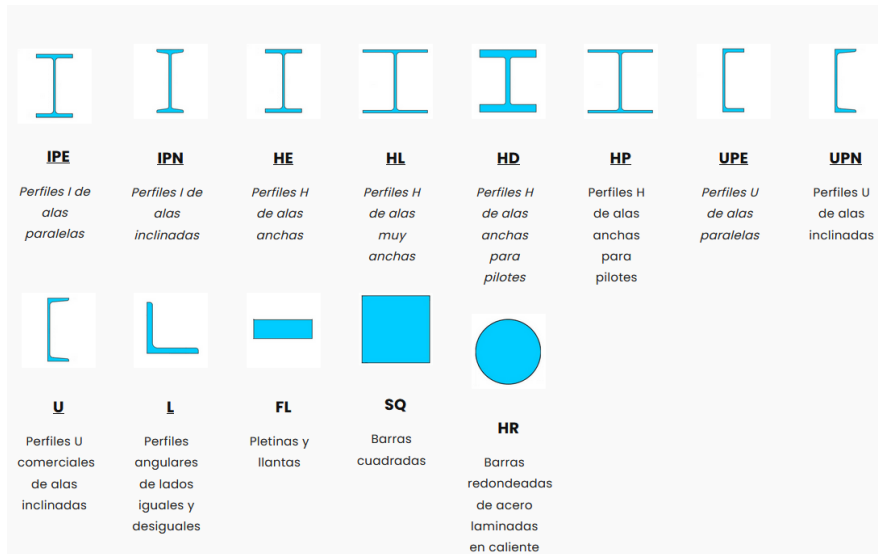 IPE
Perfiles I de
alas
paralelas
IPN
Perfiles I de
alas
inclinadas
HE
Perfiles H
de alas
anchas
HL
Perfiles H
de alas
muy
anchas
HD
Perfiles H
de alas
anchas
para
pilotes
HP
Perfiles H
de alas
anchas
para
pilotes
UPE
Perfiles U
de alas
paralelas
UPN
Perfiles U
de alas
inclinadas
U
Perfiles U
comerciales
de alas
inclinadas
L
Perfiles
angulares
de lados
iguales y
desiguales
FL
Pletinas y
llantas
SQ
Barras
cuadradas
HR
Barras
redondeadas
de acero
laminadas
en caliente